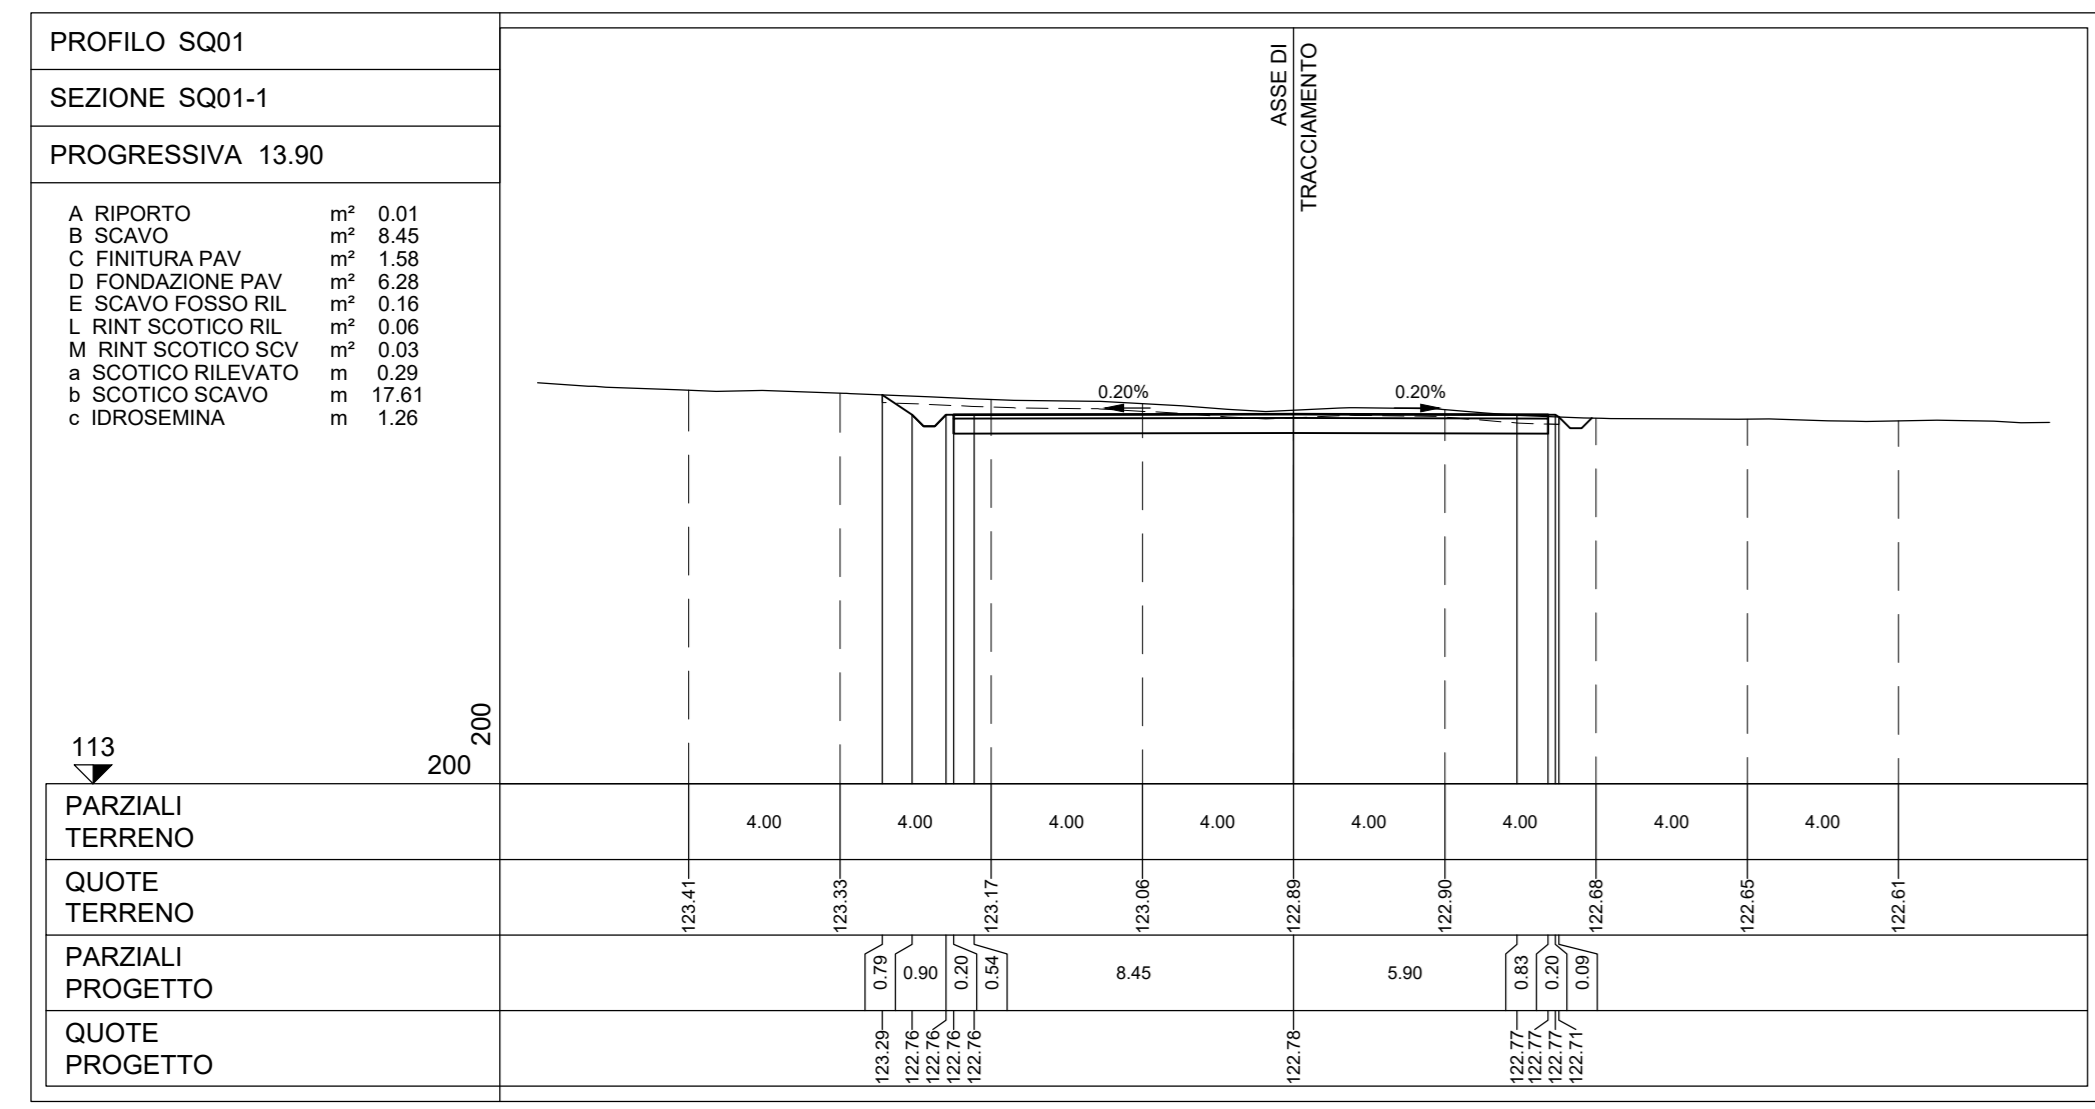 PROFILO SQ01
SEZIONE SQ01-1
PROGRESSIVA 13.90
A RIPORTO m² 0.01
B SCAVO m² 8.45
C FINITURA PAV m² 1.58
D FONDAZIONE PAV m² 6.28
E SCAVO FOSSO RIL m² 0.16
L RINT SCOTICO RIL m² 0.06
M RINT SCOTICO SCV m² 0.03
a SCOTICO RILEVATO m 0.29
b SCOTICO SCAVO m 17.61
c IDROSEMINA m 1.26
ASSE DI
TRACCIAMENTO
0.20% 0.20%
200
113
200
PARZIALI
TERRENO
4.00 4.00 4.00 4.00 4.00 4.00 4.00 4.00
QUOTE
TERRENO
123.41 123.33 123.17 123.06 122.89 122.90 122.68 122.65 122.61
PARZIALI
PROGETTO
0.79 0.90 0.20 0.54 8.45 5.90 0.83 0.20 0.09
QUOTE
PROGETTO
123.29 122.76 122.76 122.76 122.76 122.78 122.77 122.77 122.77 122.71